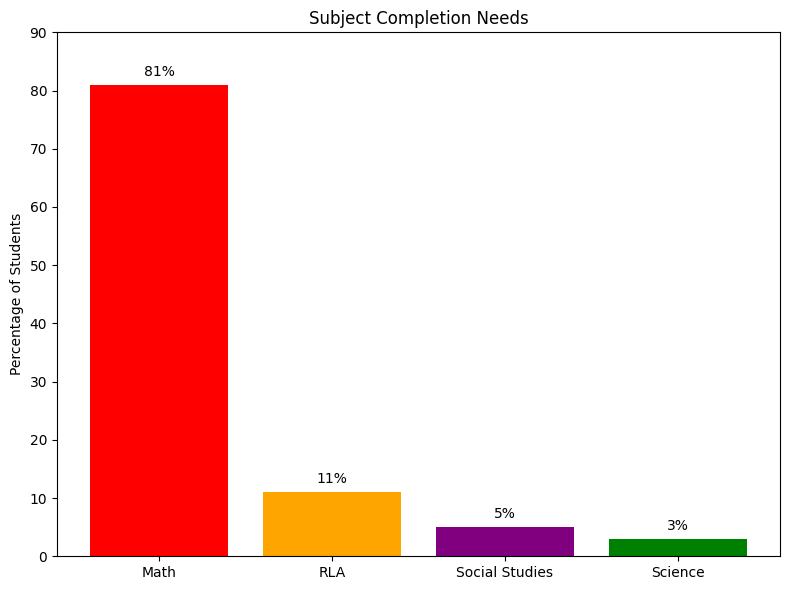 Subject Completion Needs
Percentage of Students
90
80
70
60
50
40
30
20
10
0
81%
11%
5%
3%
Math
RLA
Social Studies
Science